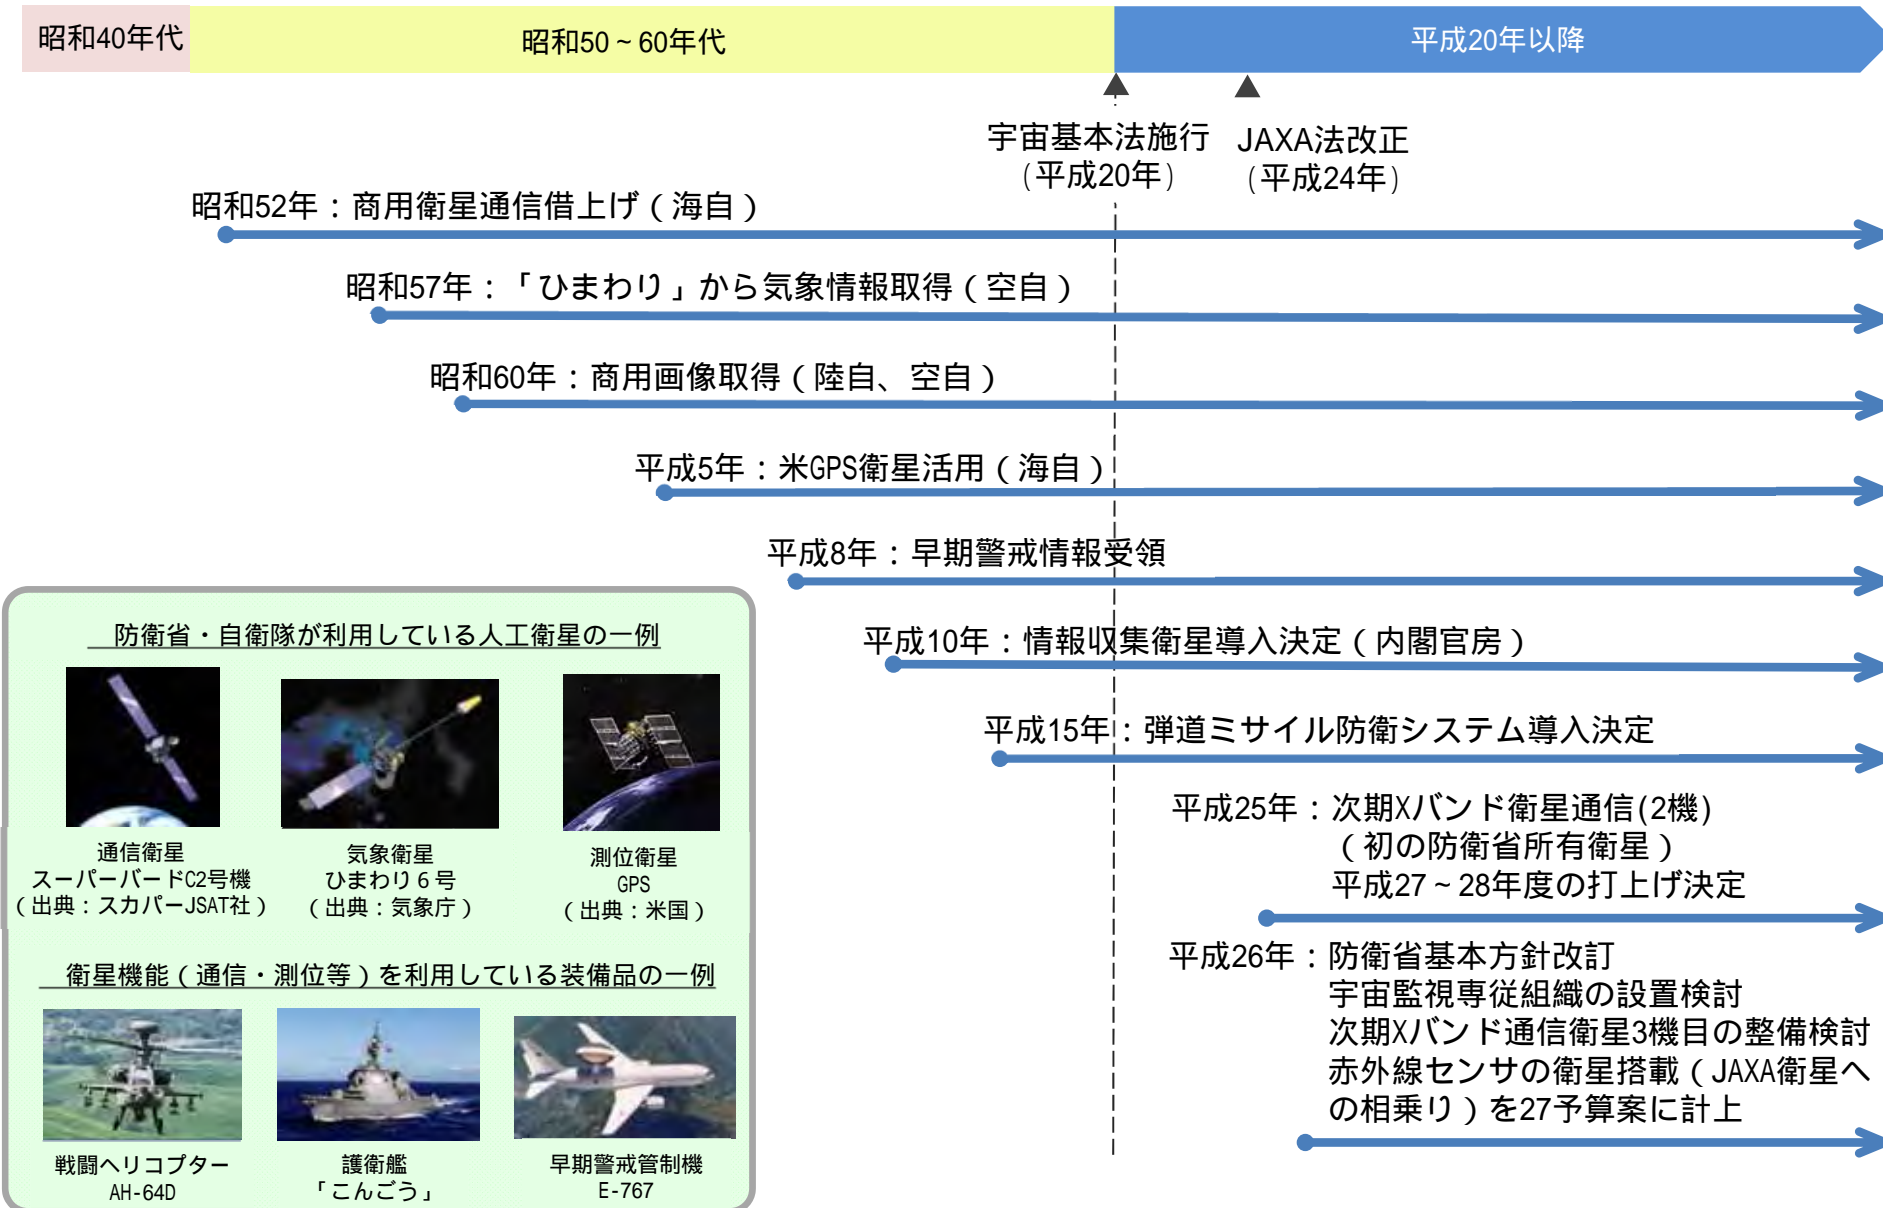 昭和40年代
昭和50～60年代
平成20年以降
宇宙基本法施行
(平成20年)
JAXA法改正
(平成24年)
昭和52年：商用衛星通信借上げ（海自）
昭和57年：「ひまわり」から気象情報取得（空自）
昭和60年：商用画像取得（陸自、空自）
平成5年：米GPS衛星活用（海自）
平成8年：早期警戒情報受領
平成10年：情報収集衛星導入決定（内閣官房）
平成15年：弾道ミサイル防衛システム導入決定
平成25年：次期Xバンド衛星通信(2機)
（初の防衛省所有衛星）
平成27～28年度の打上げ決定
平成26年：防衛省基本方針改訂
宇宙監視専従組織の設置検討
次期Xバンド通信衛星3機目の整備検討
赤外線センサの衛星搭載（JAXA衛星へ
の相乗り）を27予算案に計上
防衛省・自衛隊が利用している人工衛星の一例
通信衛星
スーパーバードC2号機
（出典：スカパーJSAT社）
気象衛星
ひまわり６号
（出典：気象庁）
測位衛星
GPS
（出典：米国）
衛星機能（通信・測位等）を利用している装備品の一例
戦闘ヘリコプター
AH-64D
護衛艦
「こんごう」
早期警戒管制機
E-767